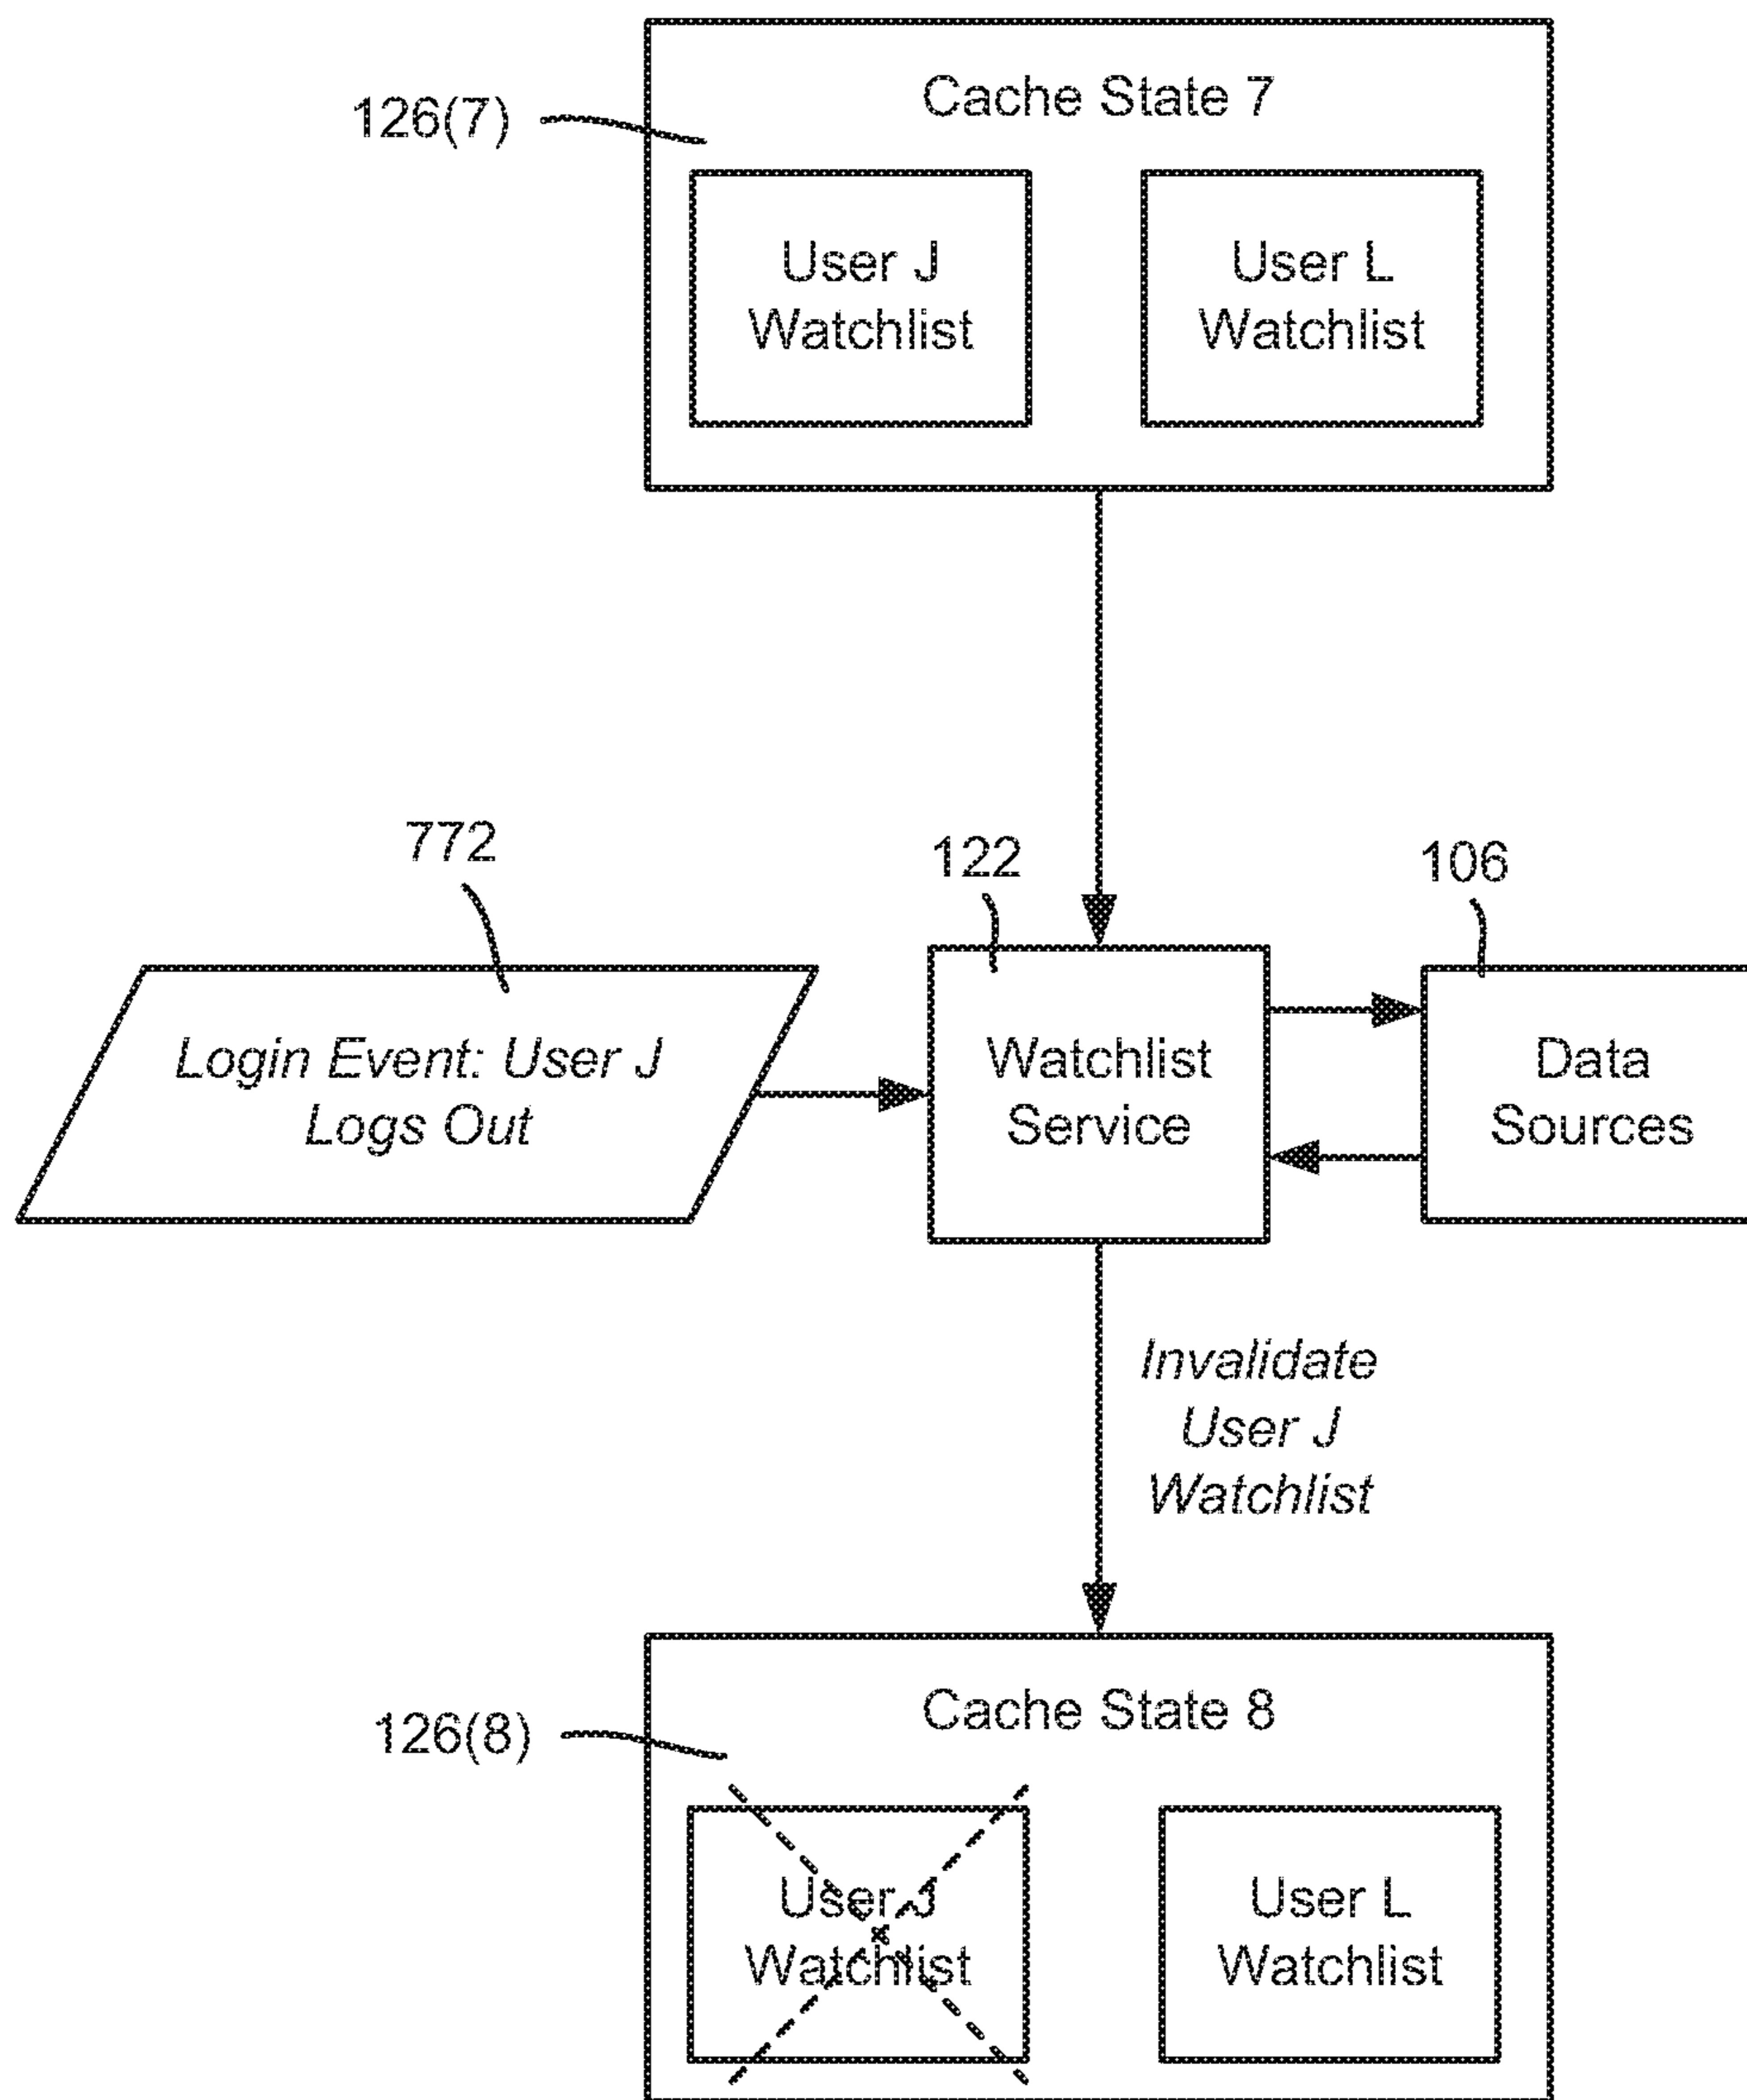 Cache State 7
126(7)
User J
Watchlist
User L
Watchlist
772
122
106
Login Event: User J
Logs Out
Watchlist
Service
Data
Sources
Invalidate
User J
Watchlist
Cache State 8
126(8)
User J
Watchlist
User L
Watchlist